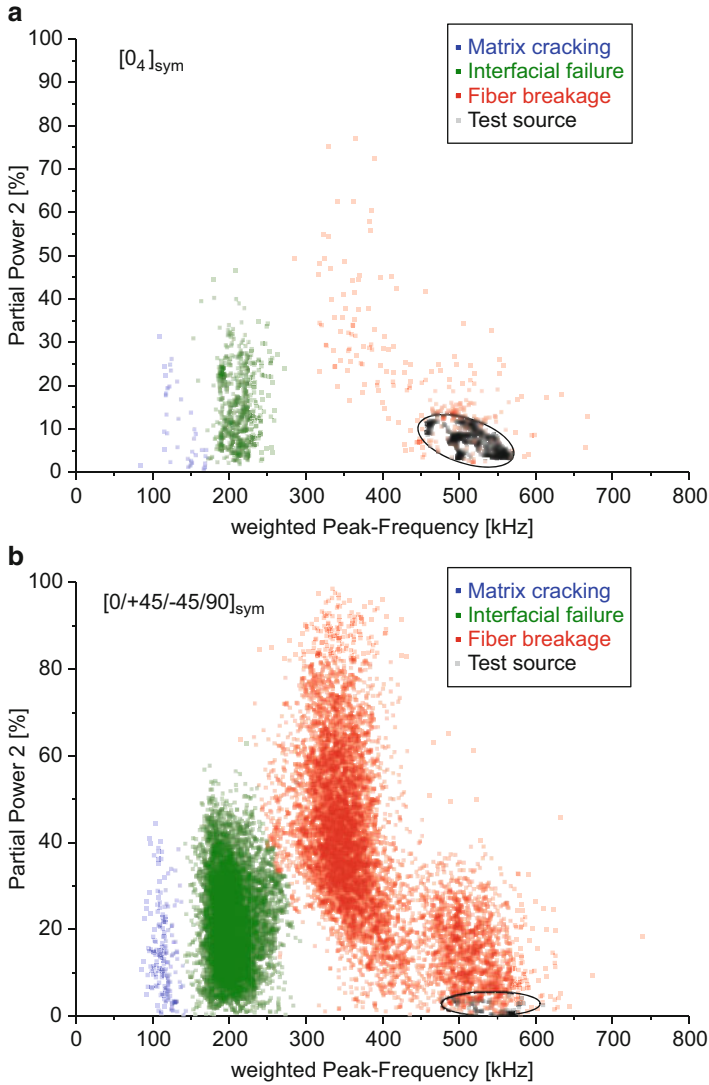 a
100
90
80
70
60
50
40
30
20
10
0
Partial Power 2 [%]
[0₄]sym
Matrix cracking
Interfacial failure
Fiber breakage
Test source
0 100 200 300 400 500 600 700 800
weighted Peak-Frequency [kHz]
b
100
80
60
40
20
0
Partial Power 2 [%]
[0/+45/-45/90]sym
Matrix cracking
Interfacial failure
Fiber breakage
Test source
0 100 200 300 400 500 600 700 800
weighted Peak-Frequency [kHz]